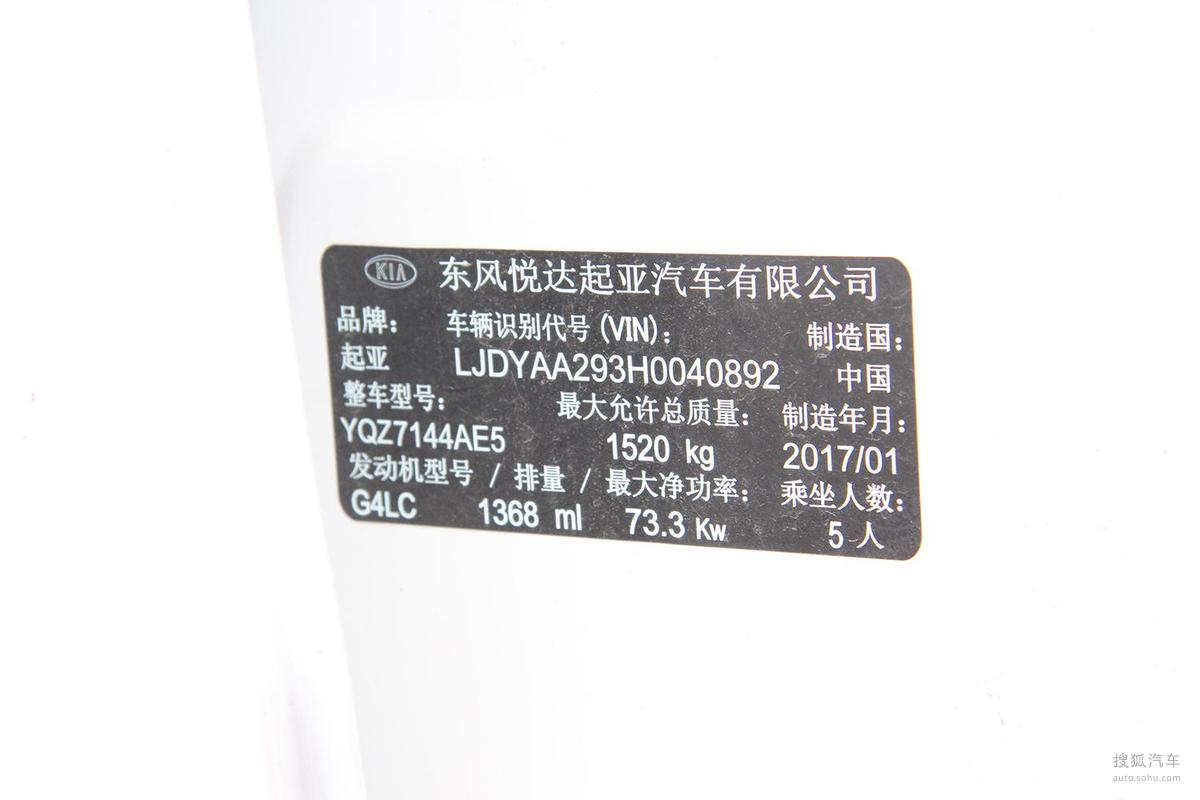 KIA 东风悦达起亚汽车有限公司
品牌： 车辆识别代号(VIN)： 制造国：
起亚 LJDYAA293H0040892 中国
整车型号： 最大允许总质量： 制造年月：
YQZ7144AE5 1520 kg 2017/01
发动机型号 / 排量 / 最大净功率： 乘坐人数：
G4LC 1368 ml 73.3 Kw 5 人
搜狐汽车
auto.sohu.com